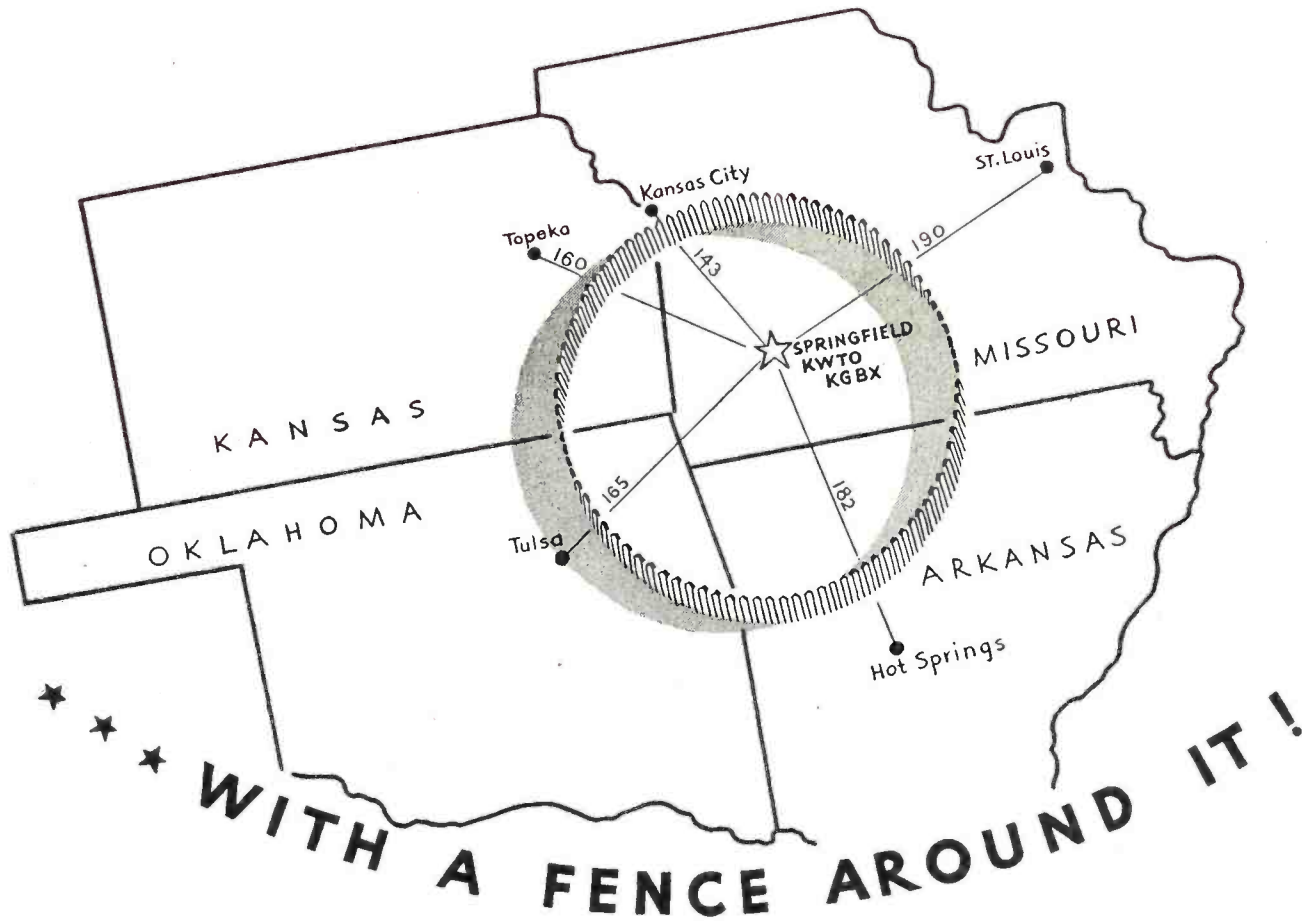 ST. Louis
Kansas City
Topeka
160
143
190
SPRINGFIELD
KWTO
KGBX
MISSOURI
KANSAS
165
182
OKLAHOMA
Tulsa
ARKANSAS
Hot Springs
★ ★ ★ WITH A FENCE AROUND IT!